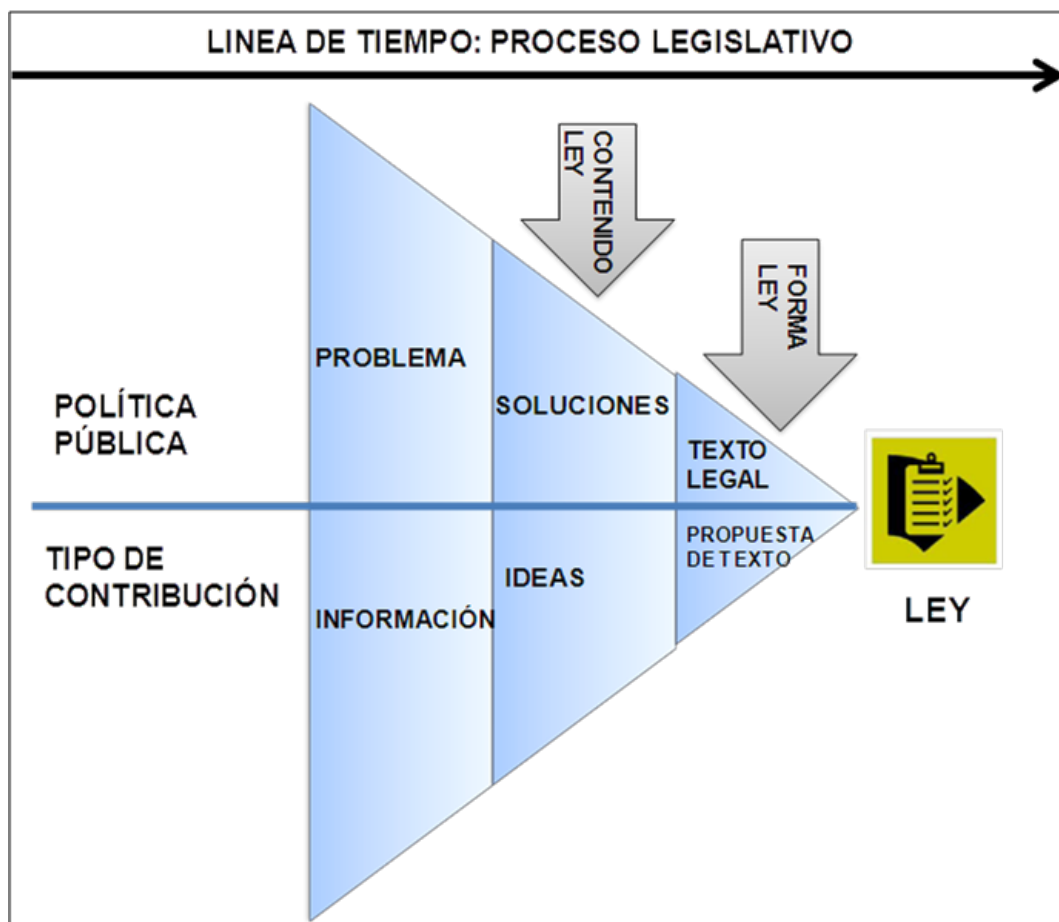 LINEA DE TIEMPO: PROCESO LEGISLATIVO
CONTENIDO
LEY
FORMA
LEY
PROBLEMA
SOLUCIONES
TEXTO
LEGAL
POLÍTICA
PÚBLICA
TIPO DE
CONTRIBUCIÓN
INFORMACIÓN
IDEAS
PROPUESTA
DE TEXTO
LEY